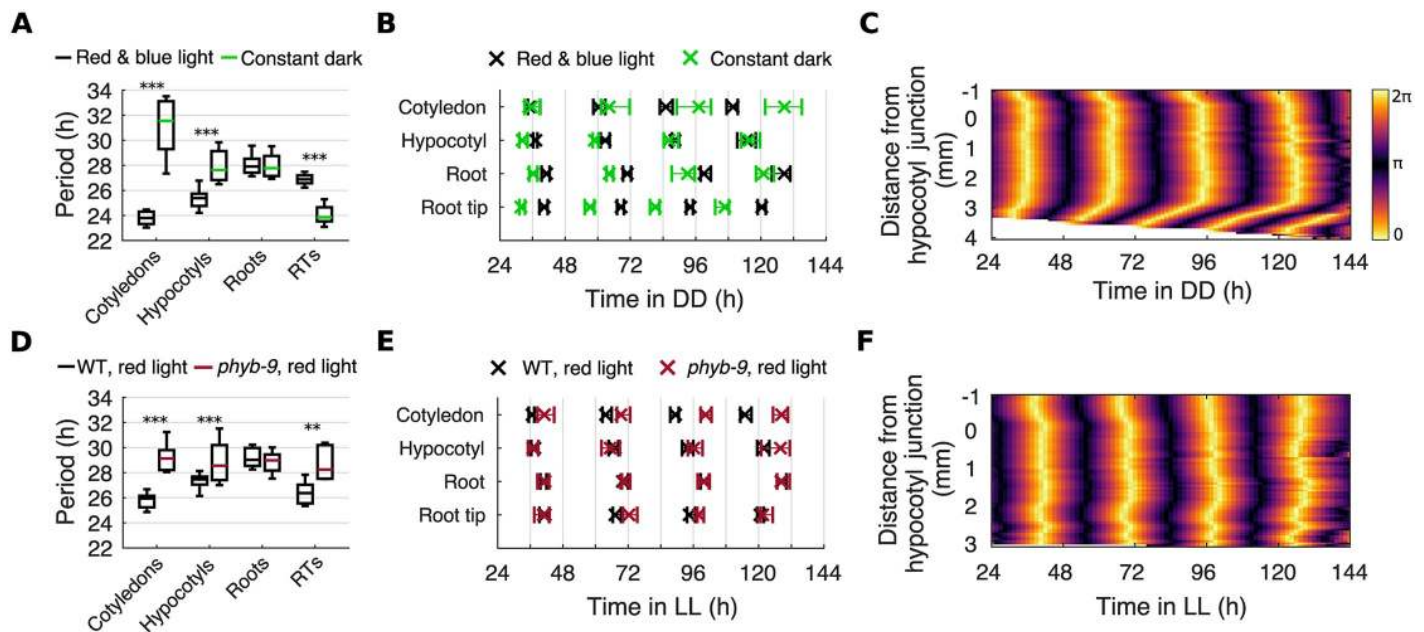 A
Red & blue light Constant dark
Period (h)
34
32
30
28
26
24
22
***
***
***
Cotyledons
Hypocotyls
Roots
RTs
B
Red & blue light Constant dark
Cotyledon
Hypocotyl
Root
Root tip
24 48 72 96 120 144
Time in DD (h)
C
Distance from
hypocotyl junction
(mm)
-1
0
1
2
3
4
24 48 72 96 120 144
Time in DD (h)
2π
π
0
D
WT, red light phyb-9, red light
Period (h)
34
32
30
28
26
24
22
***
***
**
Cotyledons
Hypocotyls
Roots
RTs
E
WT, red light phyb-9, red light
Cotyledon
Hypocotyl
Root
Root tip
24 48 72 96 120 144
Time in LL (h)
F
Distance from
hypocotyl junction
(mm)
-1
0
1
2
3
24 48 72 96 120 144
Time in LL (h)